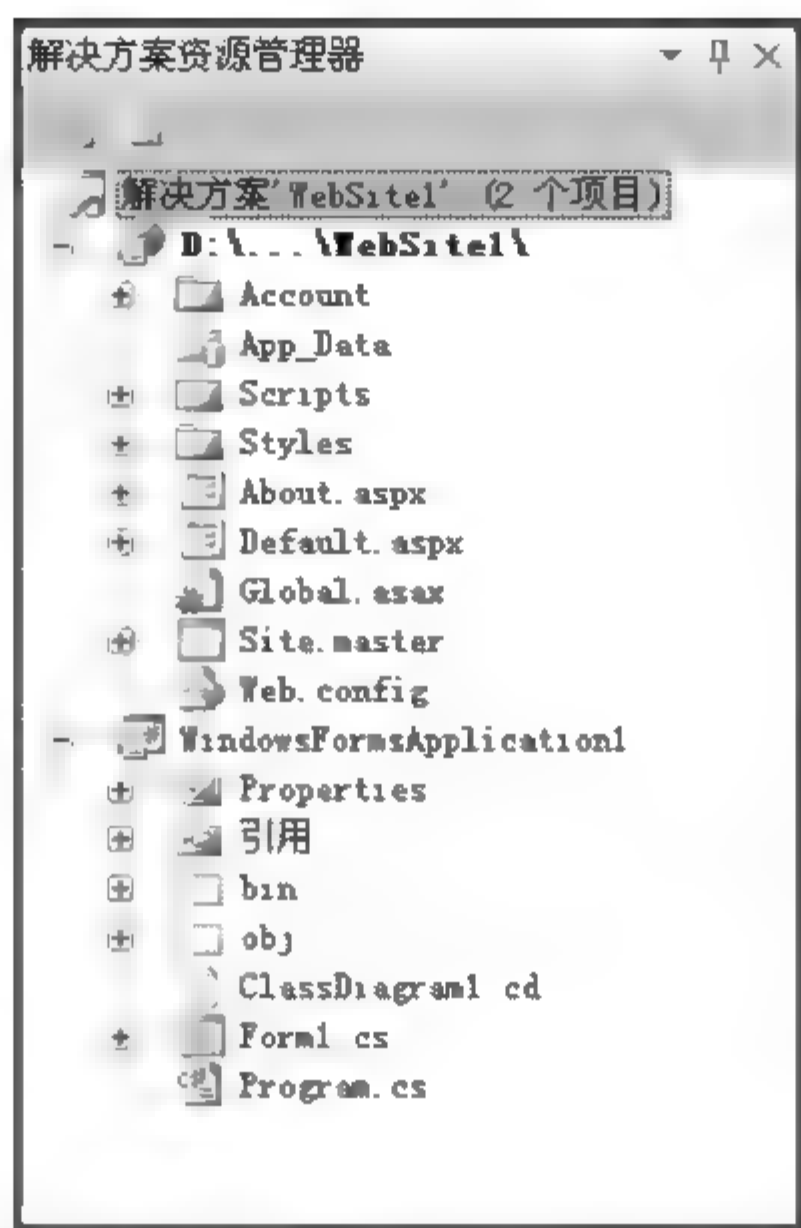 解决方案资源管理器
解决方案'WebSite1' (2 个项目)
D:\...\WebSite1\
Account
App_Data
Scripts
Styles
About.aspx
Default.aspx
Global.asax
Site.master
Web.config
WindowsFormsApplication1
Properties
引用
bin
obj
ClassDiagram1 cd
Form1 cs
Program.cs